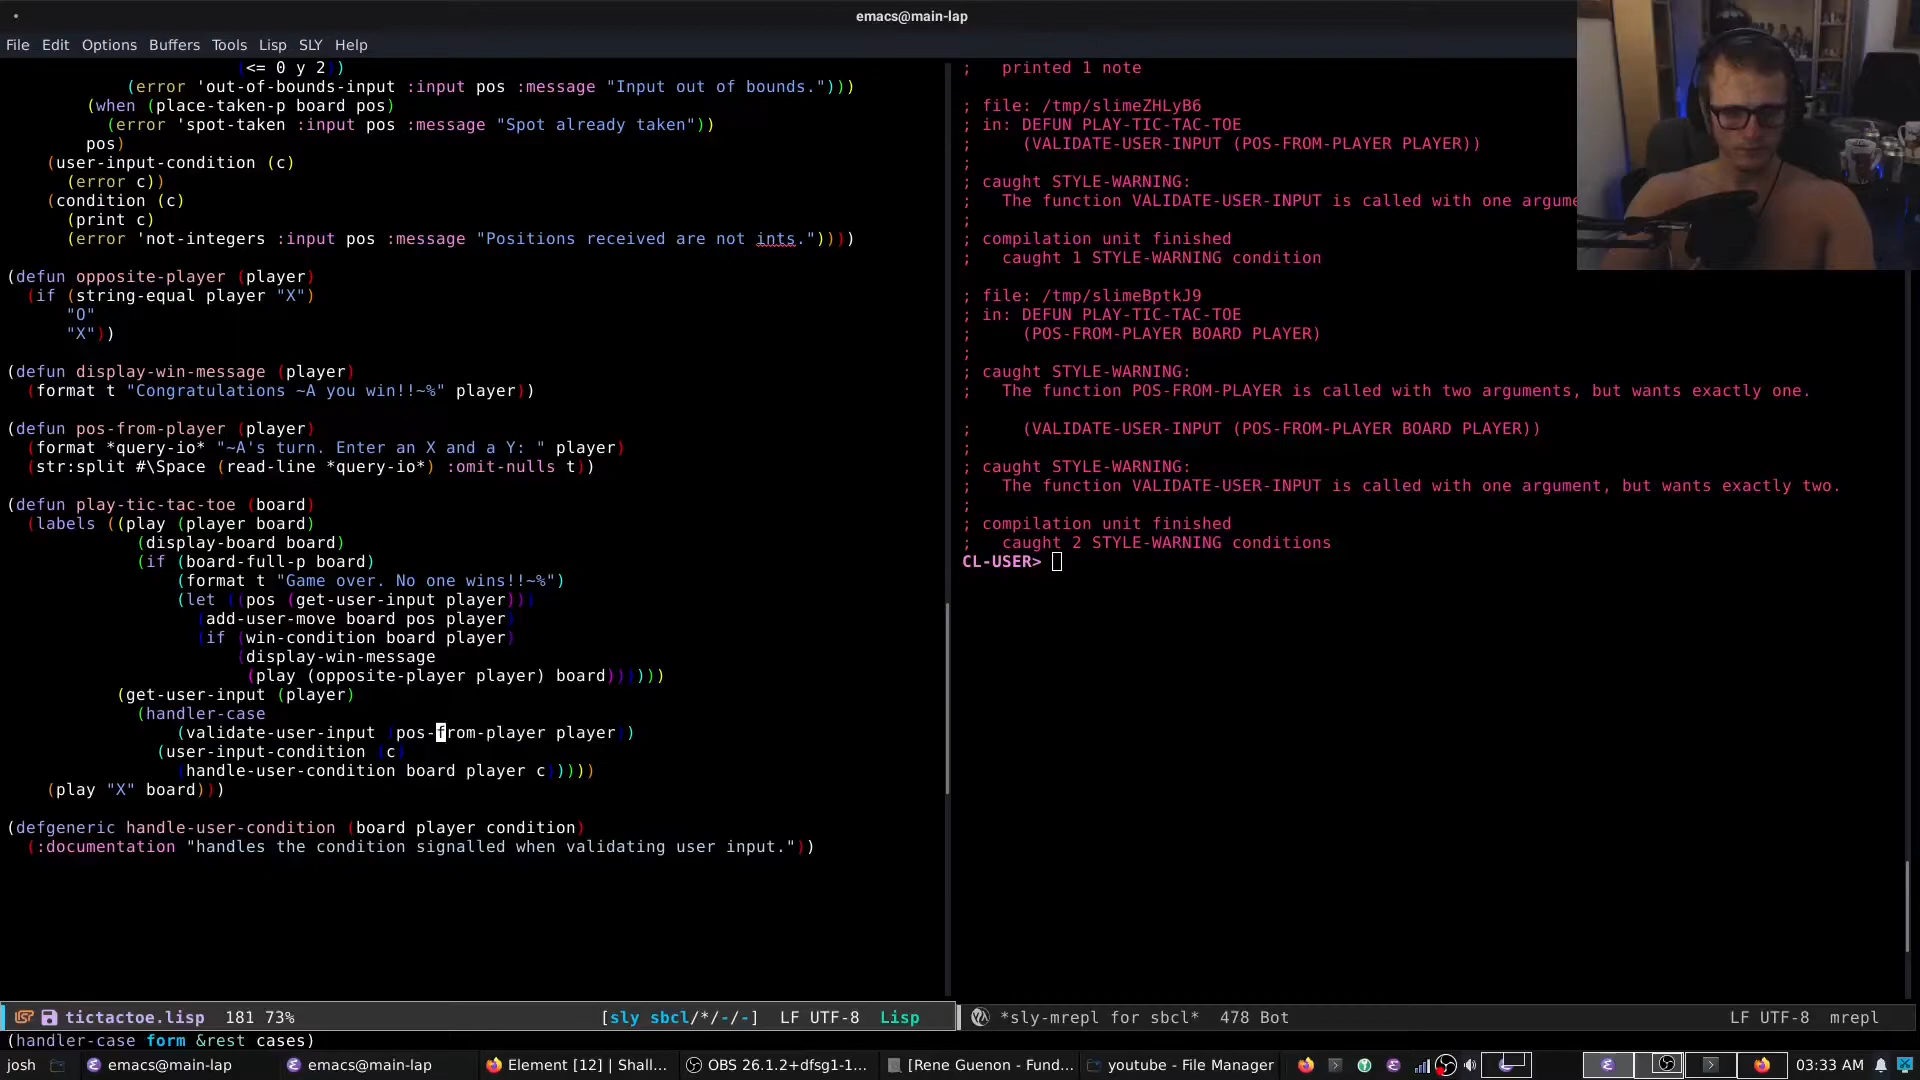 emacs@main-lap
File Edit Options Buffers Tools Lisp SLY Help
(<= 0 y 2))
(error 'out-of-bounds-input :input pos :message "Input out of bounds.")))
(when (place-taken-p board pos)
(error 'spot-taken :input pos :message "Spot already taken"))
pos)
(user-input-condition (c)
(error c))
(condition (c)
(print c)
(error 'not-integers :input pos :message "Positions received are not ints."))))
(defun opposite-player (player)
(if (string-equal player "X")
"O"
"X"))
(defun display-win-message (player)
(format t "Congratulations ~A you win!!~%" player))
(defun pos-from-player (player)
(format *query-io* "~A's turn. Enter an X and a Y: " player)
(str:split #\Space (read-line *query-io*) :omit-nulls t))
(defun play-tic-tac-toe (board)
(labels ((play (player board)
(display-board board)
(if (board-full-p board)
(format t "Game over. No one wins!!~%")
(let ((pos (get-user-input player)))
(add-user-move board pos player)
(if (win-condition board player)
(display-win-message
(play (opposite-player player) board))))))
(get-user-input (player)
(handler-case
(validate-user-input (pos-from-player player))
(user-input-condition (c)
(handle-user-condition board player c)))))
(play "X" board)))
(defgeneric handle-user-condition (board player condition)
(:documentation "handles the condition signalled when validating user input."))
tictactoe.lisp 181 73% [sly sbcl/*/-/-] LF UTF-8 Lisp
(handler-case form &rest cases)
; printed 1 note
; file: /tmp/slimeZHLyB6
; in: DEFUN PLAY-TIC-TAC-TOE
; (VALIDATE-USER-INPUT (POS-FROM-PLAYER PLAYER))
;
; caught STYLE-WARNING:
; The function VALIDATE-USER-INPUT is called with one argume
;
; compilation unit finished
; caught 1 STYLE-WARNING condition
; file: /tmp/slimeBptkJ9
; in: DEFUN PLAY-TIC-TAC-TOE
; (POS-FROM-PLAYER BOARD PLAYER)
;
; caught STYLE-WARNING:
; The function POS-FROM-PLAYER is called with two arguments, but wants exactly one.
; (VALIDATE-USER-INPUT (POS-FROM-PLAYER BOARD PLAYER))
;
; caught STYLE-WARNING:
; The function VALIDATE-USER-INPUT is called with one argument, but wants exactly two.
;
; compilation unit finished
; caught 2 STYLE-WARNING conditions
CL-USER>
*sly-mrepl for sbcl* 478 Bot LF UTF-8 mrepl
josh emacs@main-lap emacs@main-lap Element [12] | Shall... OBS 26.1.2+dfsg1-1... [Rene Guenon - Fund... youtube - File Manager 03:33 AM